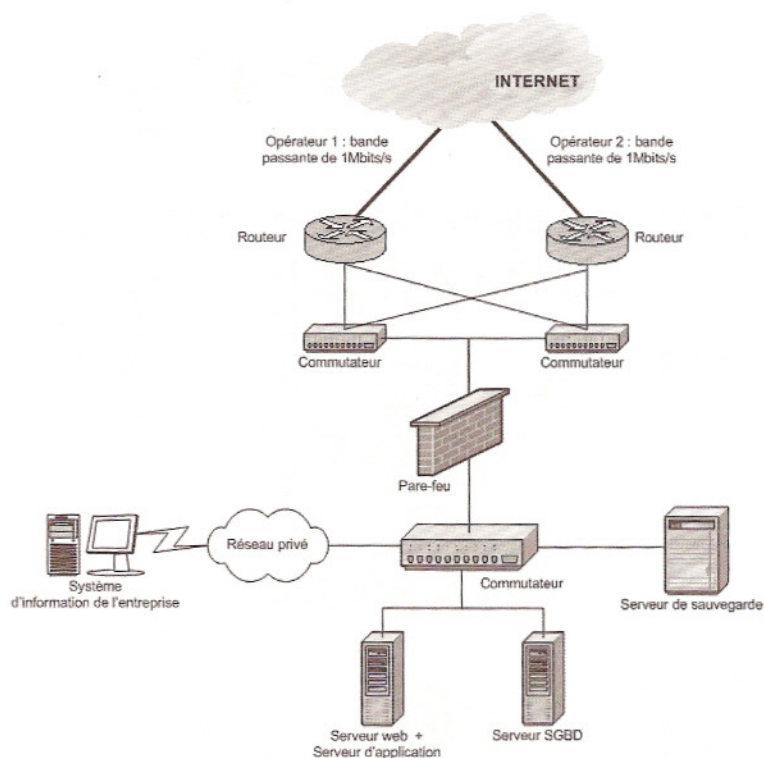 INTERNET
Opérateur 1 : bande
passante de 1Mbits/s
Opérateur 2 : bande
passante de 1Mbits/s
Routeur
Routeur
Commutateur
Commutateur
Pare-feu
Réseau privé
Commutateur
Système
d'information de l'entreprise
Serveur de sauvegarde
Serveur web +
Serveur d'application
Serveur SGBD